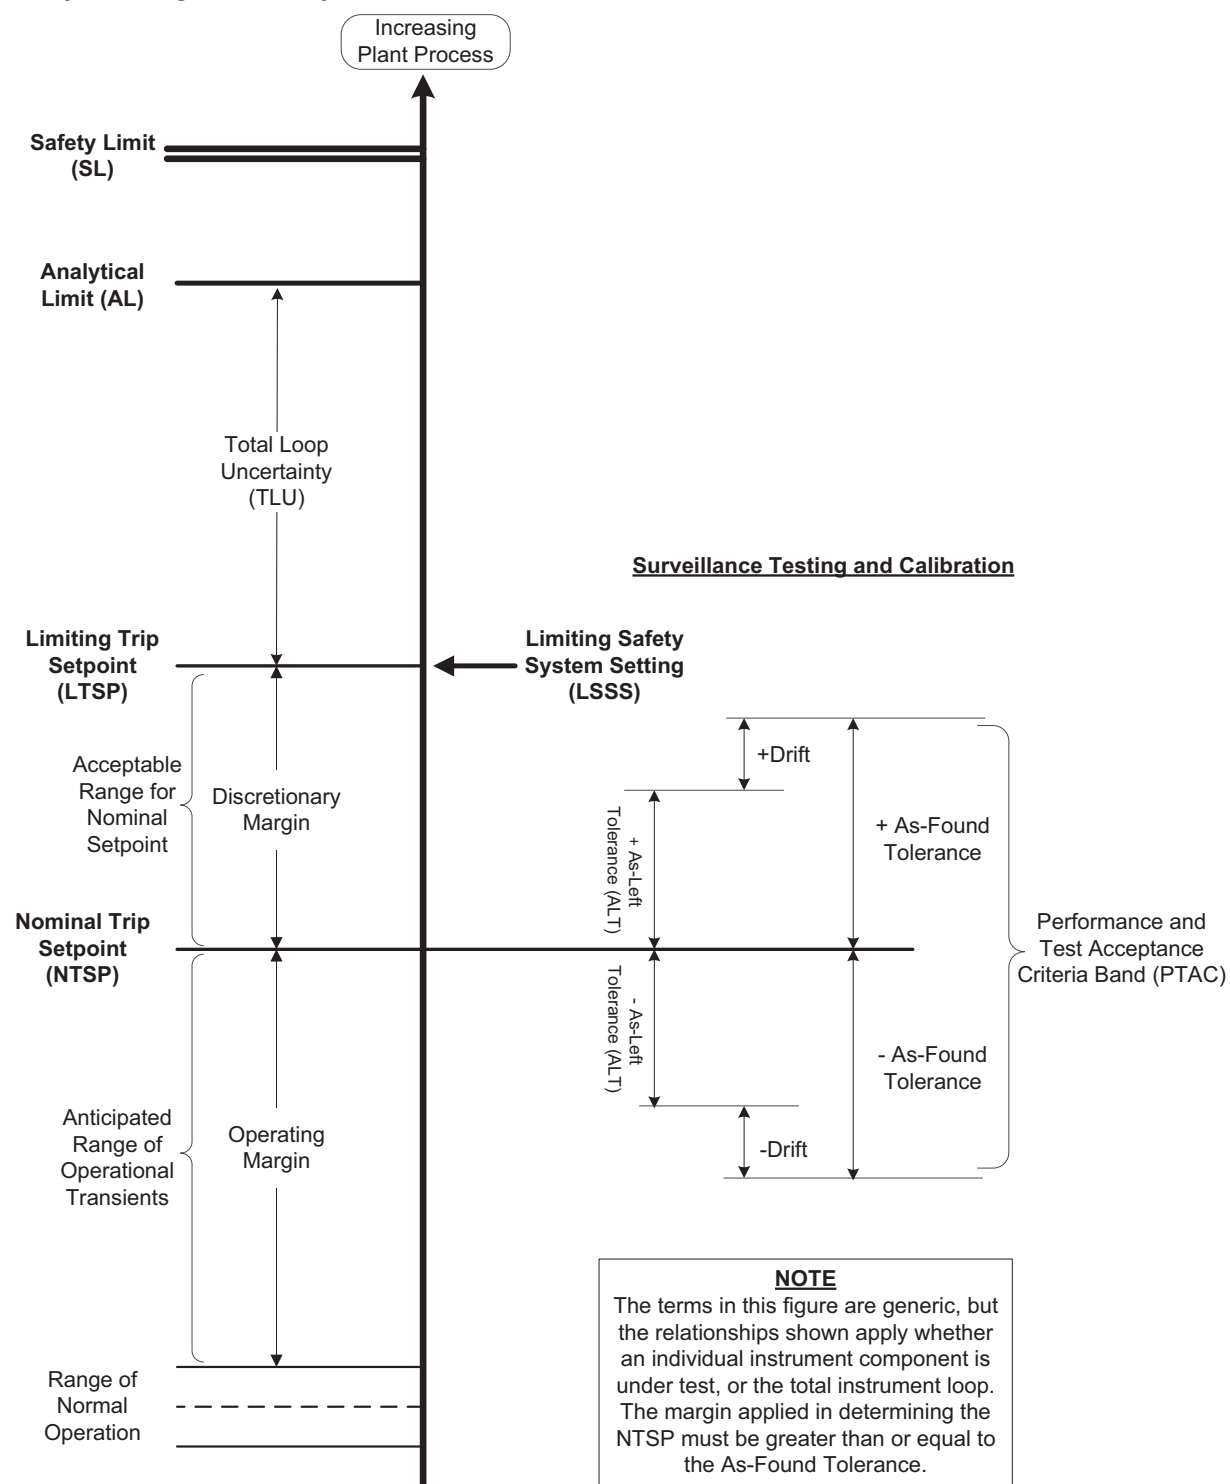 Increasing
Plant Process
Safety Limit
(SL)
Analytical
Limit (AL)
Total Loop
Uncertainty
(TLU)
Surveillance Testing and Calibration
Limiting Trip
Setpoint
(LTSP)
Limiting Safety
System Setting
(LSSS)
Acceptable
Range for
Nominal
Setpoint
Discretionary
Margin
+Drift
+ As-Left
Tolerance (ALT)
+ As-Found
Tolerance
Nominal Trip
Setpoint
(NTSP)
Performance and
Test Acceptance
Criteria Band (PTAC)
- As-Left
Tolerance (ALT)
- As-Found
Tolerance
Anticipated
Range of
Operational
Transients
Operating
Margin
-Drift
Range of
Normal
Operation
NOTE
The terms in this figure are generic, but
the relationships shown apply whether
an individual instrument component is
under test, or the total instrument loop.
The margin applied in determining the
NTSP must be greater than or equal to
the As-Found Tolerance.